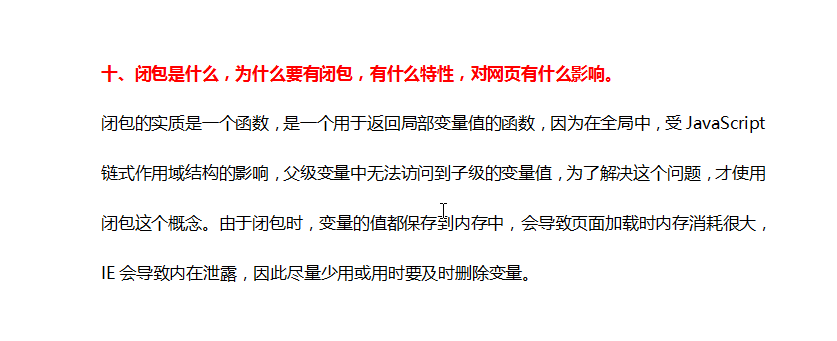 十、闭包是什么，为什么要有闭包，有什么特性，对网页有什么影响。
闭包的实质是一个函数，是一个用于返回局部变量值的函数，因为在全局中，受 JavaScript
链式作用域结构的影响，父级变量中无法访问到子级的变量值，为了解决这个问题，才使用
闭包这个概念。由于闭包时，变量的值都保存到内存中，会导致页面加载时内存消耗很大，
IE 会导致内在泄露，因此尽量少用或用时要及时删除变量。